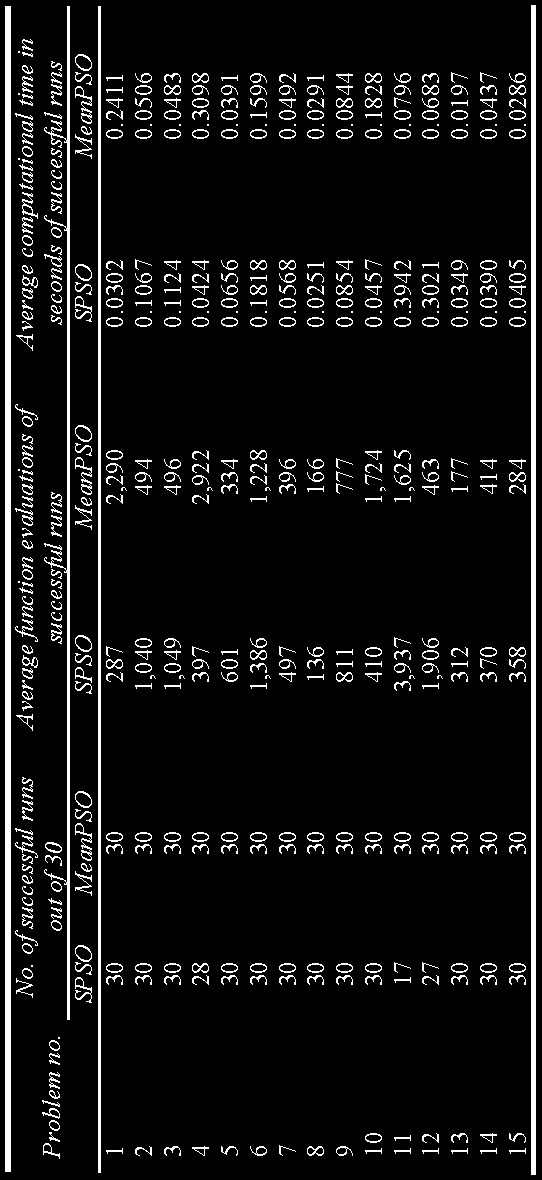 Problem no. No. of successful runs out of 30 Average function evaluations of successful runs Average computational time in seconds of successful runs
SPSO MeanPSO SPSO MeanPSO SPSO MeanPSO
1 30 30 287 2,290 0.0302 0.2411
2 30 30 1,040 494 0.1067 0.0506
3 30 30 1,049 496 0.1124 0.0483
4 28 30 397 2,922 0.0424 0.3098
5 30 30 601 334 0.0656 0.0391
6 30 30 1,386 1,228 0.1818 0.1599
7 30 30 497 396 0.0568 0.0492
8 30 30 136 166 0.0251 0.0291
9 30 30 811 777 0.0854 0.0844
10 30 30 410 1,724 0.0457 0.1828
11 17 30 3,937 1,625 0.3942 0.0796
12 27 30 1,906 463 0.3021 0.0683
13 30 30 312 177 0.0349 0.0197
14 30 30 370 414 0.0390 0.0437
15 30 30 358 284 0.0405 0.0286